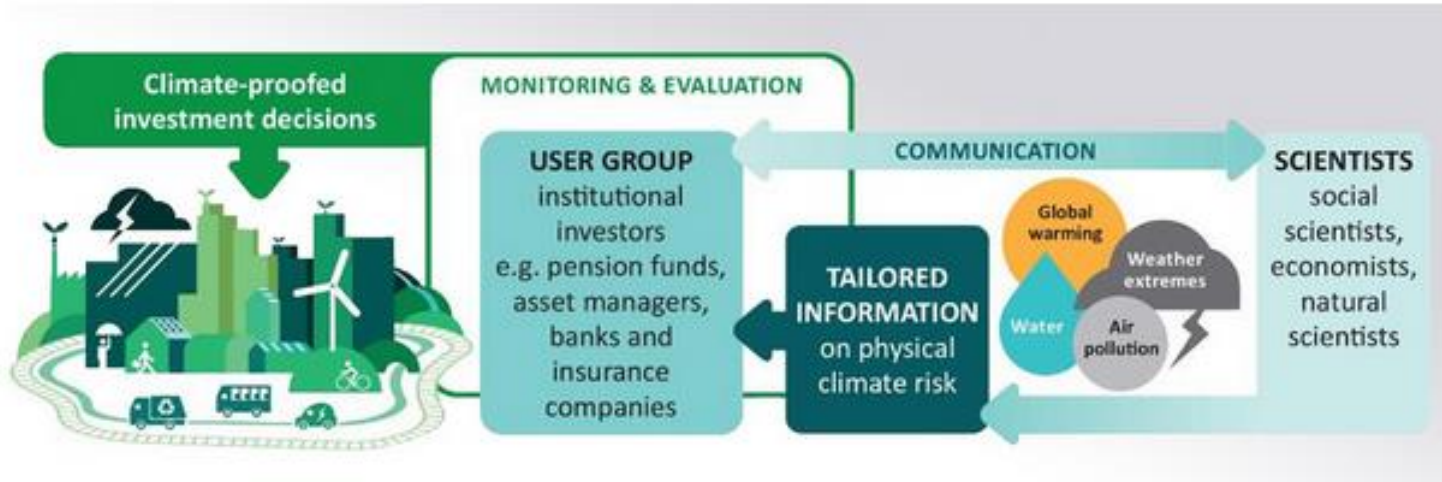 Climate-proofed
investment decisions
MONITORING & EVALUATION
USER GROUP
institutional
investors
e.g. pension funds,
asset managers,
banks and
insurance
companies
COMMUNICATION
TAILORED
INFORMATION
on physical
climate risk
Global
warming
Weather
extremes
Water
Air
pollution
SCIENTISTS
social
scientists,
economists,
natural
scientists